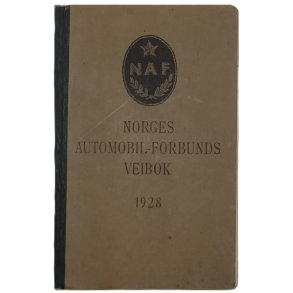 NAF
NORGES
AUTOMOBIL-FORBUNDS
VEIBOK
1928